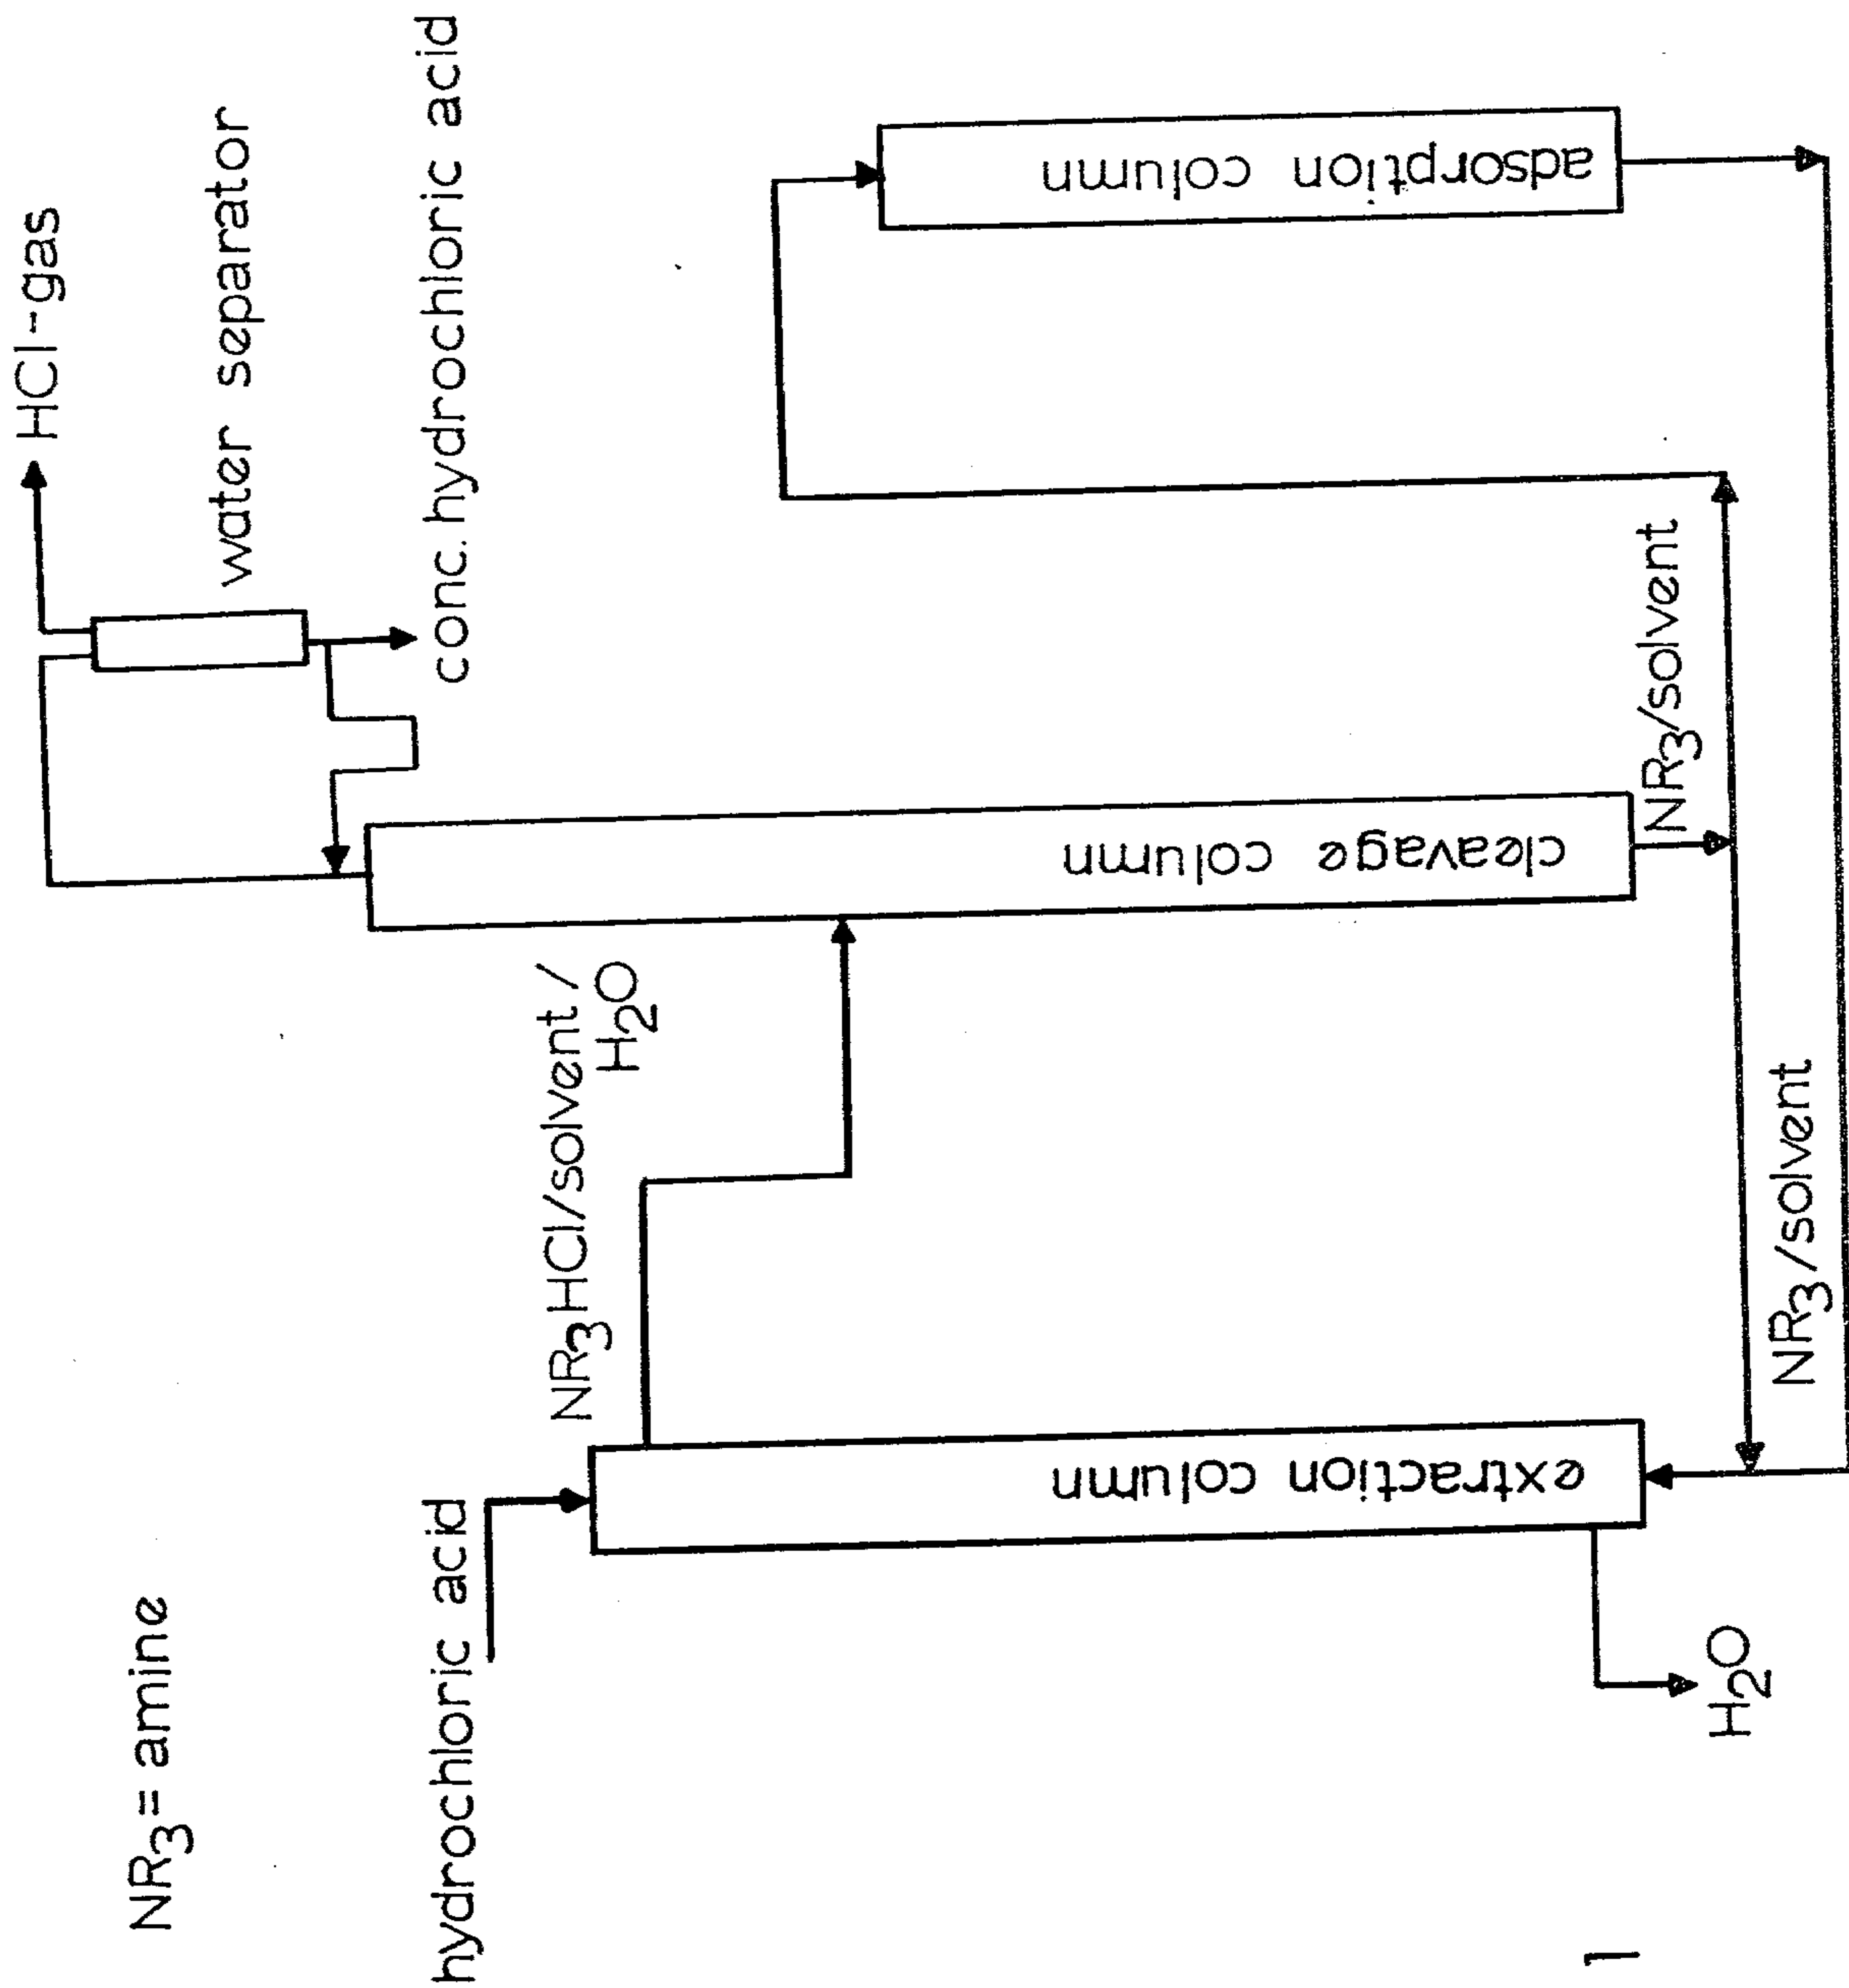 NR3 = amine
hydrochloric acid
NR3HCl/solvent/
H2O
HCl-gas
water separator
conc. hydrochloric acid
extraction column
cleavage column
adsorption column
H2O
NR3/solvent
NR3/solvent
1